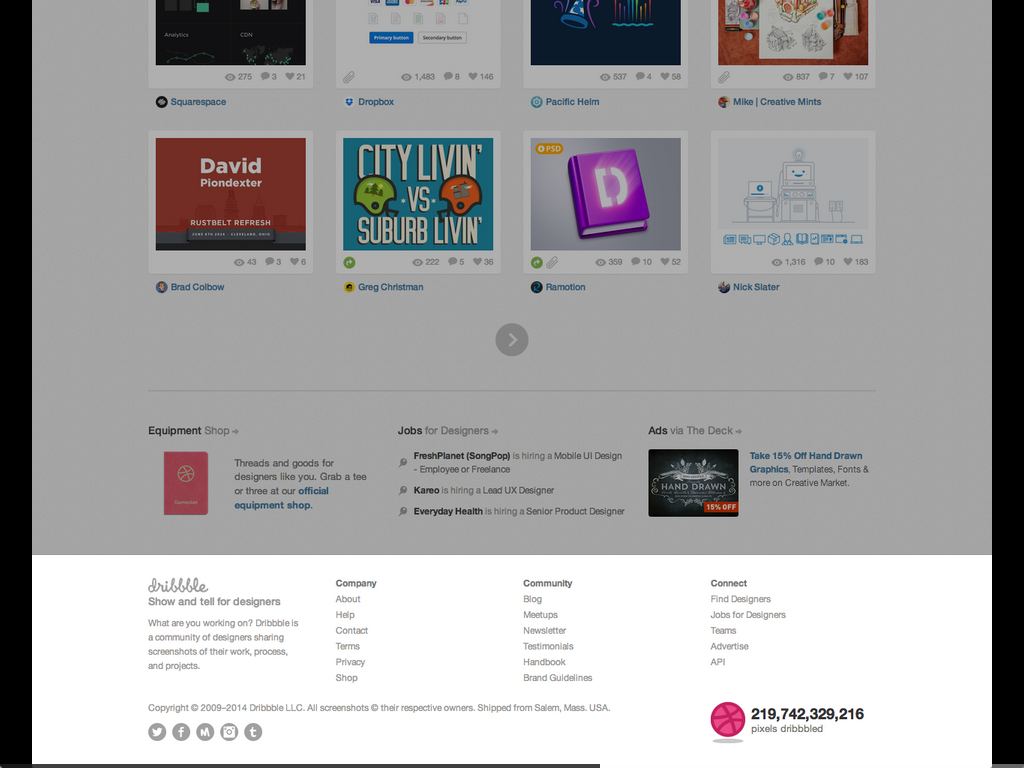 Analytics
CDN
Primary button
Secondary button
275 3 21
1,483 8 146
537 4 58
837 7 107
Squarespace
Dropbox
Pacific Helm
Mike | Creative Mints
David
Piondexter
RUSTBELT REFRESH
JUNE 6TH 2014 · CLEVELAND, OHIO
CITY LIVIN'
VS
SUBURB LIVIN'
PSD
D
43 3 6
222 5 36
359 10 52
1,316 10 183
Brad Colbow
Greg Christman
Ramotion
Nick Slater
Equipment Shop
Threads and goods for
designers like you. Grab a tee
or three at our official
equipment shop.
Jobs for Designers
FreshPlanet (SongPop) is hiring a Mobile UI Design
- Employee or Freelance
Kareo is hiring a Lead UX Designer
Everyday Health is hiring a Senior Product Designer
Ads via The Deck
HAND DRAWN
15% OFF
Take 15% Off Hand Drawn
Graphics, Templates, Fonts &
more on Creative Market.
dribbble
Show and tell for designers
What are you working on? Dribbble is
a community of designers sharing
screenshots of their work, process,
and projects.
Company
About
Help
Contact
Terms
Privacy
Shop
Community
Blog
Meetups
Newsletter
Testimonials
Handbook
Brand Guidelines
Connect
Find Designers
Jobs for Designers
Teams
Advertise
API
Copyright © 2009–2014 Dribbble LLC. All screenshots © their respective owners. Shipped from Salem, Mass. USA.
219,742,329,216
pixels dribbbled